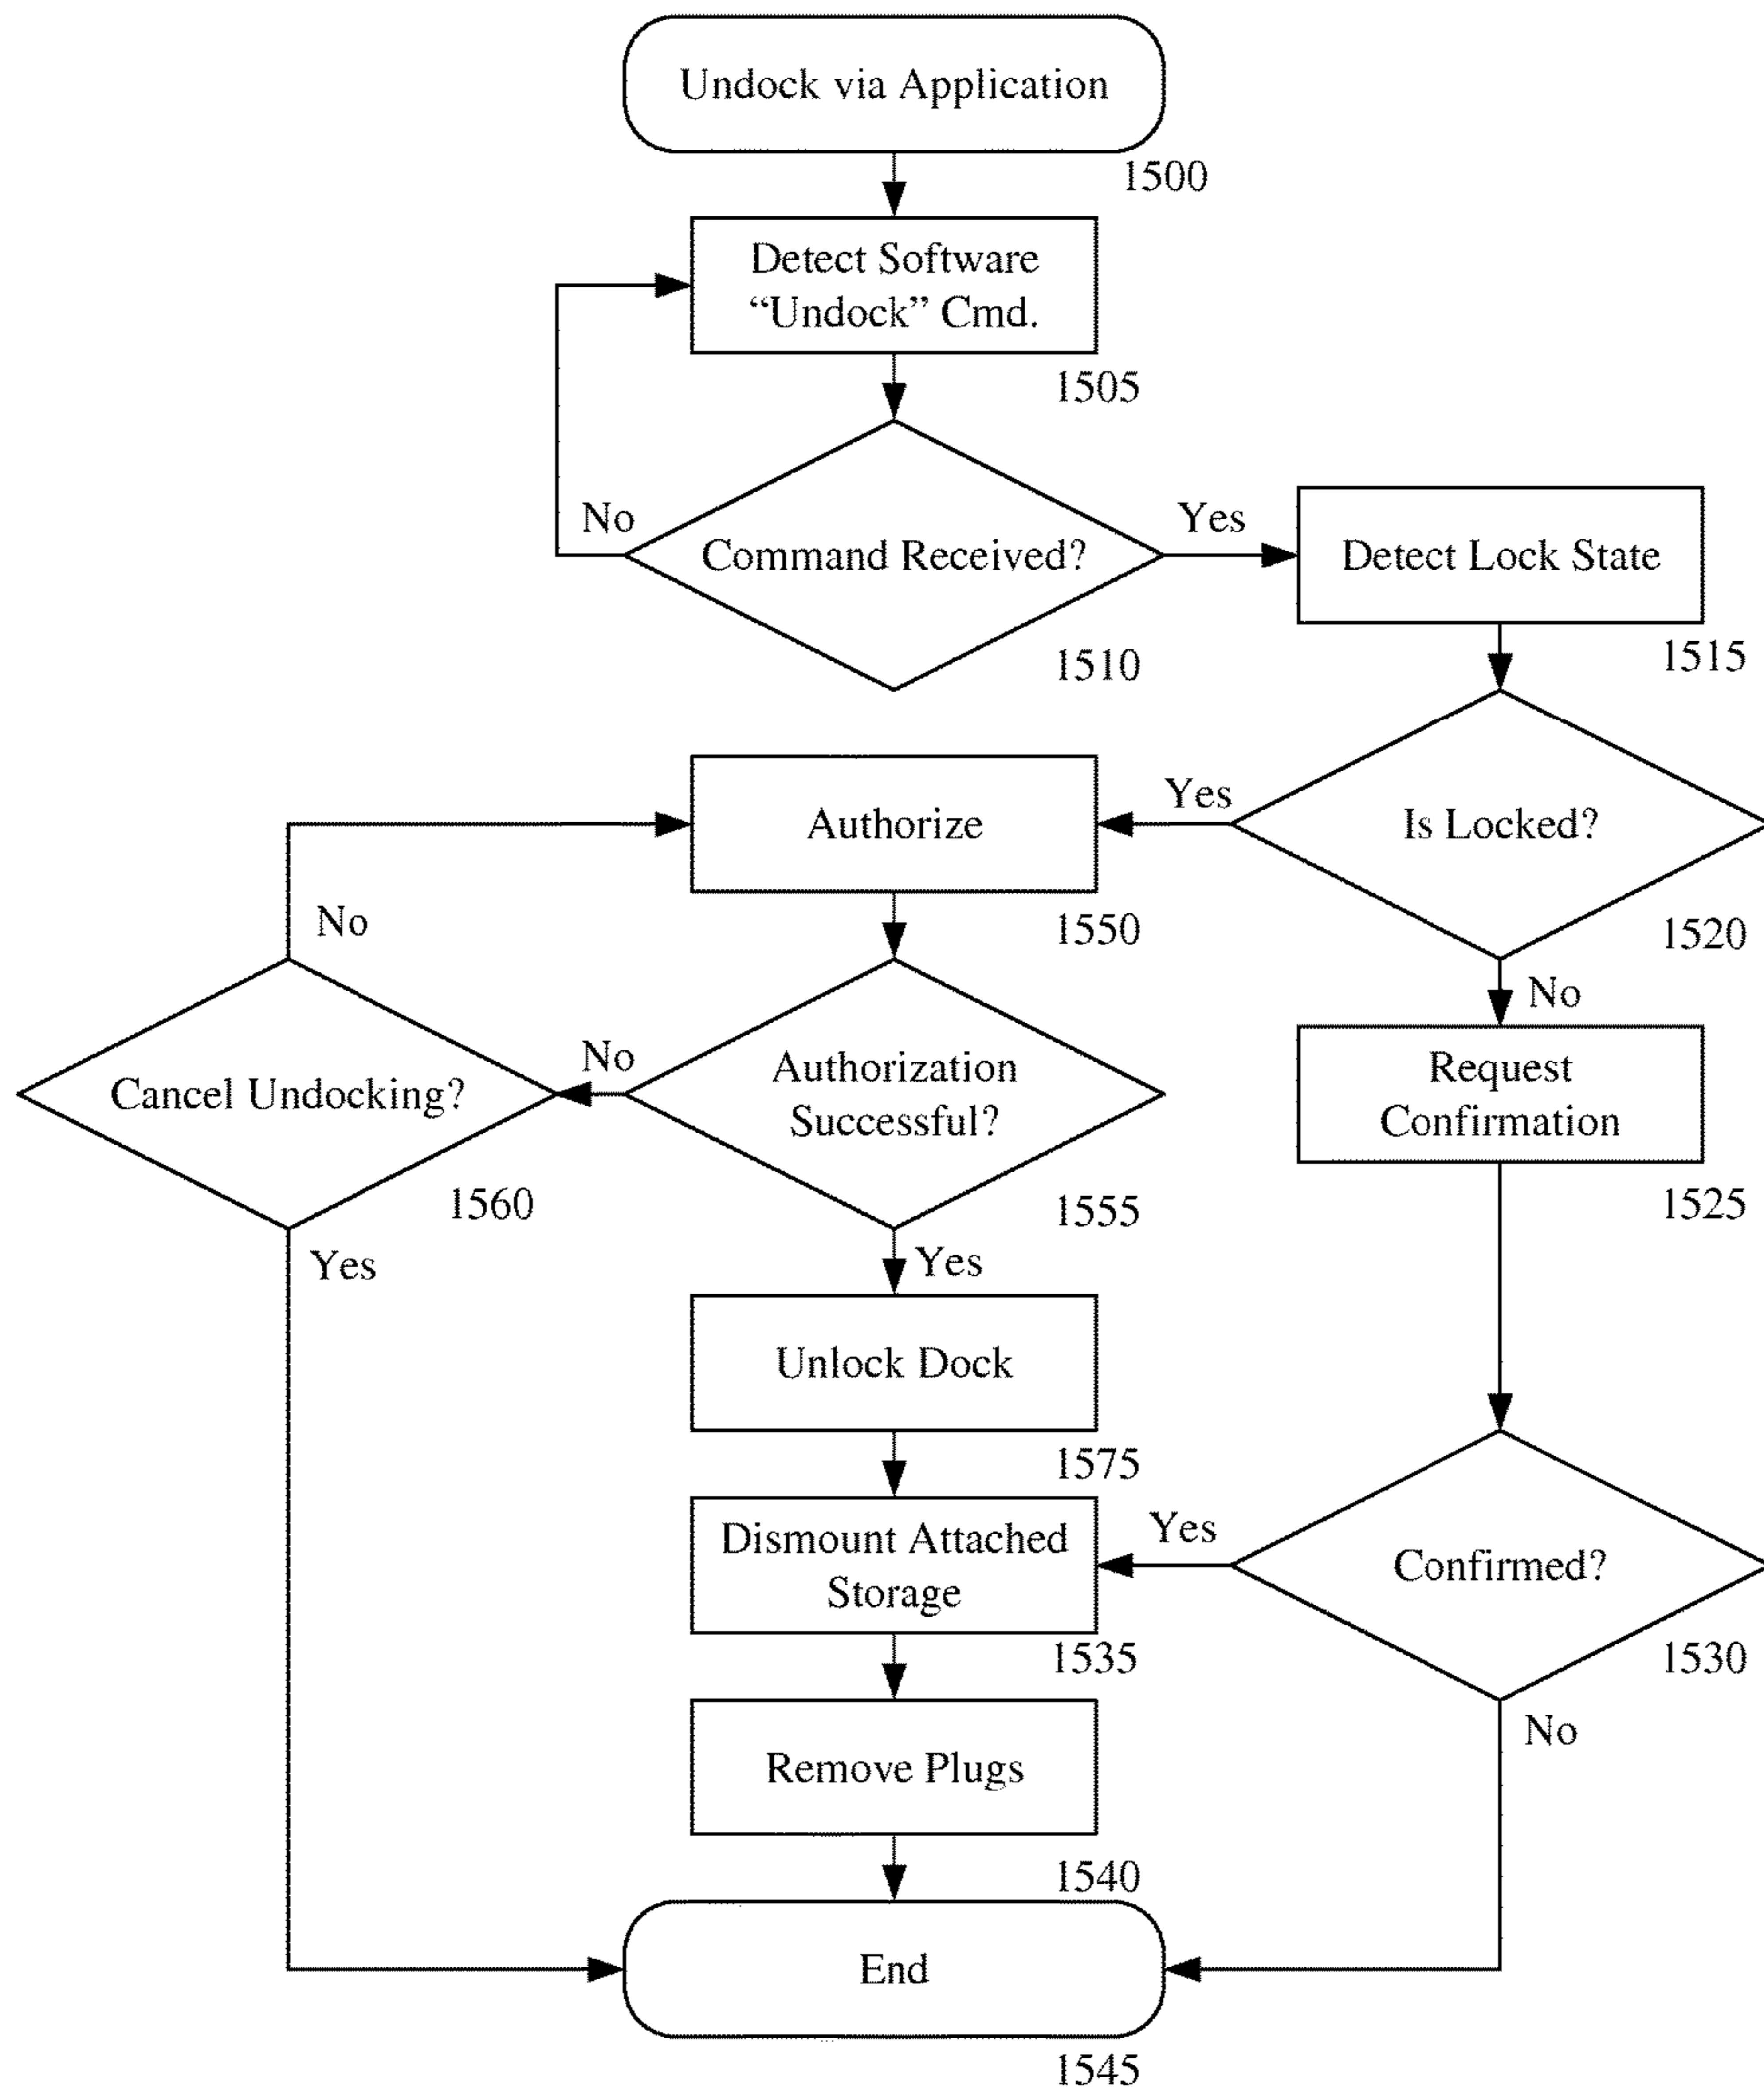 Undock via Application
1500
Detect Software
“Undock” Cmd.
1505
No
Command Received?
Yes
1510
Detect Lock State
1515
Authorize
Yes
Is Locked?
1550
1520
No
No
Cancel Undocking?
No
Authorization
Successful?
Request
Confirmation
1560
1555
1525
Yes
Yes
Unlock Dock
1575
Dismount Attached
Storage
Yes
Confirmed?
1535
1530
Remove Plugs
No
1540
End
1545